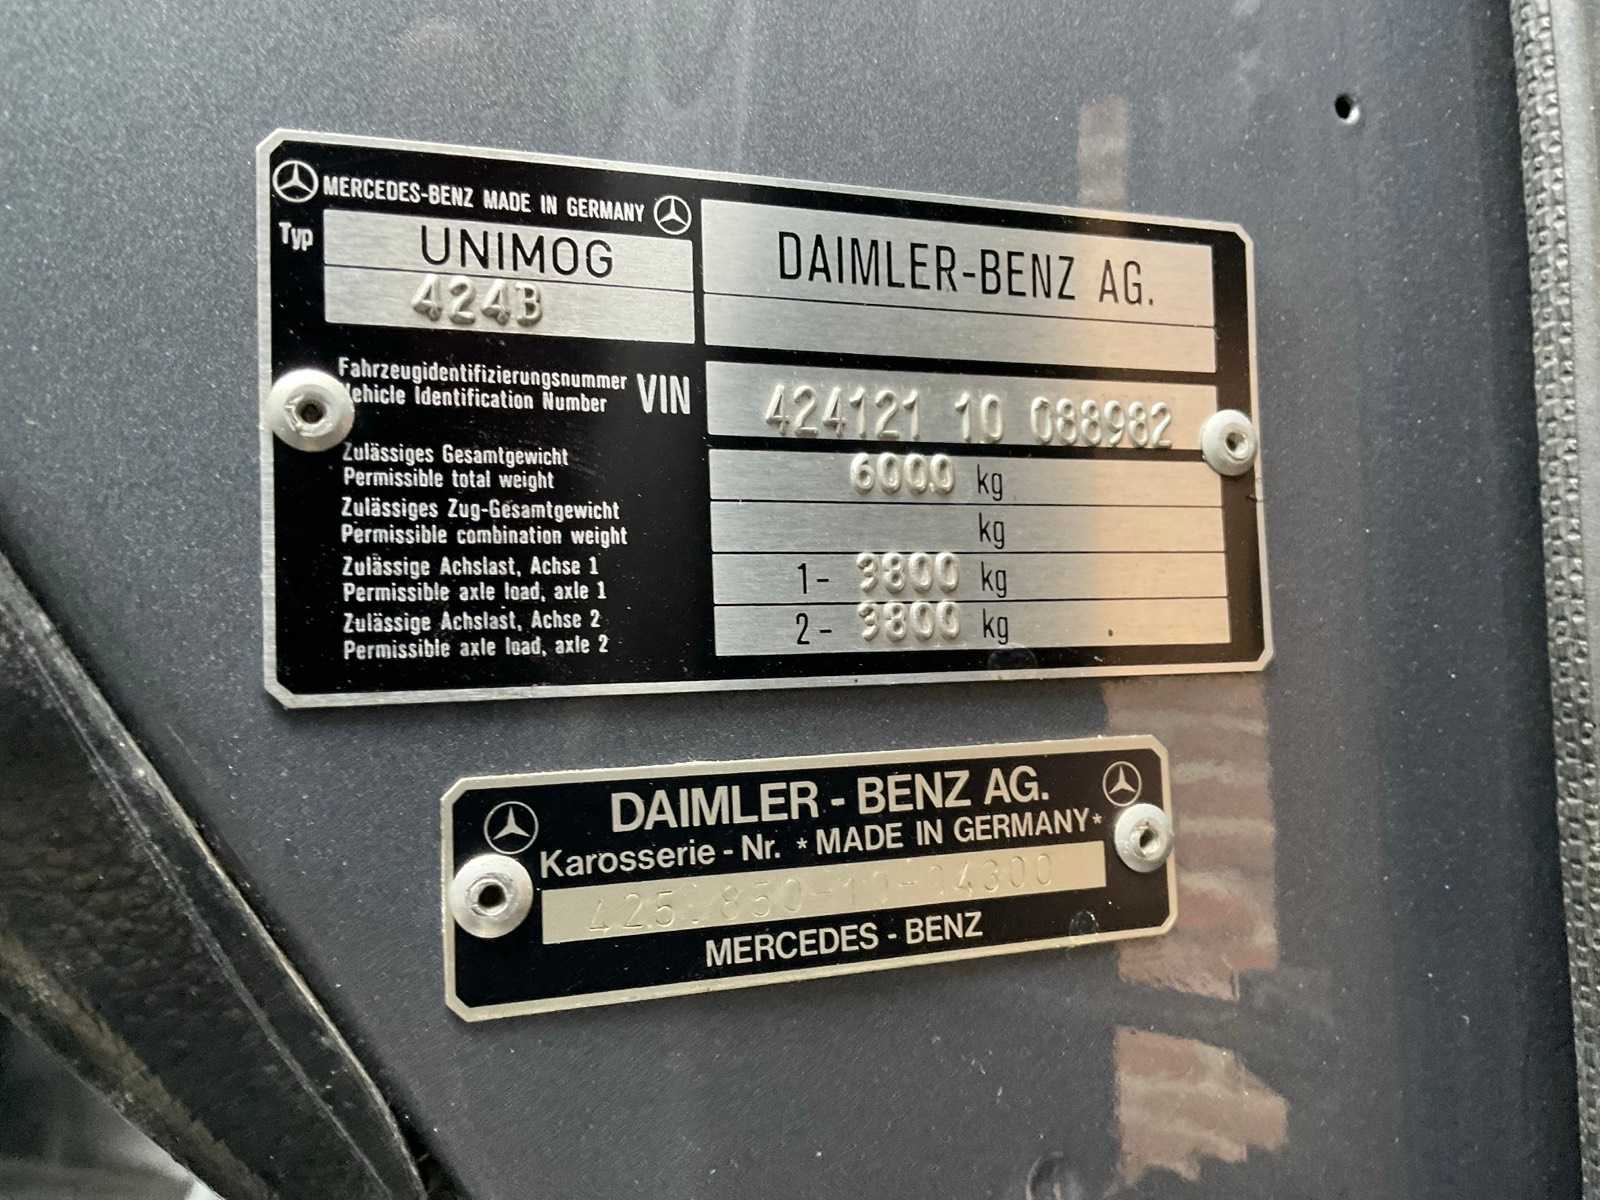 MERCEDES-BENZ MADE IN GERMANY
Typ UNIMOG
424B
DAIMLER-BENZ AG.
Fahrzeugidentifizierungsnummer
Vehicle Identification Number
VIN 424121 10 088982
Zulässiges Gesamtgewicht
Permissible total weight
6000 kg
Zulässiges Zug-Gesamtgewicht
Permissible combination weight
kg
Zulässige Achslast, Achse 1
Permissible axle load, axle 1
1- 3800 kg
Zulässige Achslast, Achse 2
Permissible axle load, axle 2
2- 3800 kg
DAIMLER - BENZ AG.
Karosserie - Nr. * MADE IN GERMANY*
MERCEDES - BENZ